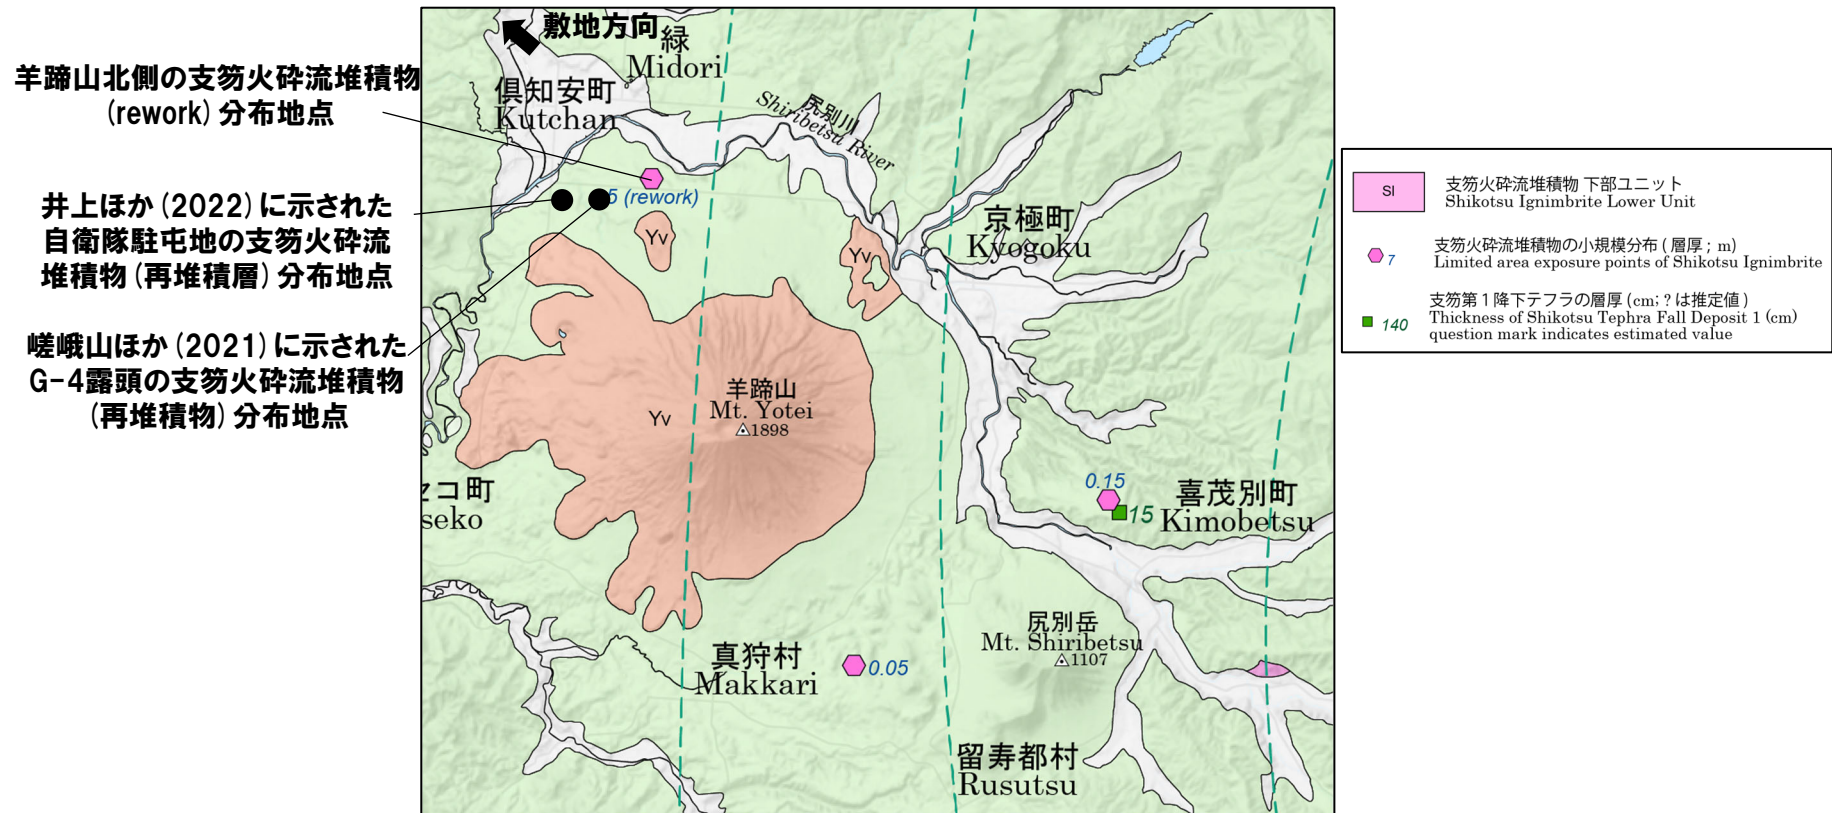 敷地方向
羊蹄山北側の支笏火砕流堆積物
(rework)分布地点
井上ほか(2022)に示された
自衛隊駐屯地の支笏火砕流
堆積物(再堆積層)分布地点
嵯峨山ほか(2021)に示された
G-4露頭の支笏火砕流堆積物
(再堆積物)分布地点
緑
Midori
倶知安町
Kutchan
尻別川
Shiribetsu River
5 (rework)
Yv
Yv
京極町
Kyogoku
羊蹄山
Mt. Yotei
1898
Yv
セコ町
seko
0.15
15
喜茂別町
Kimobetsu
尻別岳
Mt. Shiribetsu
1107
真狩村
Makkari
0.05
留寿都村
Rusutsu
SI
支笏火砕流堆積物 下部ユニット
Shikotsu Ignimbrite Lower Unit
支笏火砕流堆積物の小規模分布 ( 層厚 ; m)
7
Limited area exposure points of Shikotsu Ignimbrite
支笏第 1 降下テフラの層厚 (cm; ? は推定値 )
140
Thickness of Shikotsu Tephra Fall Deposit 1 (cm)
question mark indicates estimated value